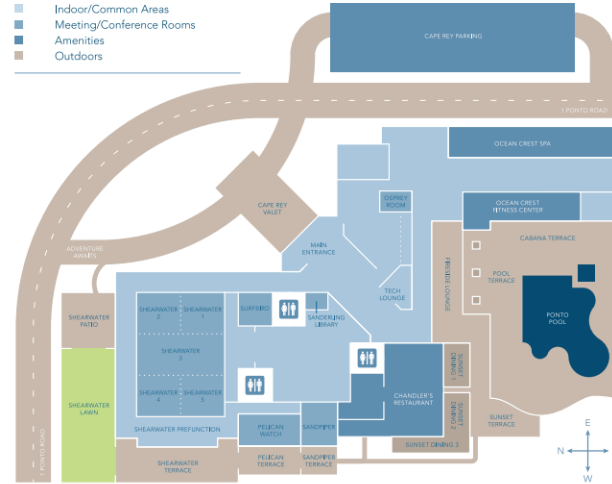 Indoor/Common Areas
Meeting/Conference Rooms
Amenities
Outdoors
CAPE REY PARKING
1 PONTO ROAD
OCEAN CREST SPA
CAPE REY
VALET
OSPREY
ROOM
OCEAN CREST
FITNESS CENTER
MAIN
ENTRANCE
CABANA TERRACE
ADVENTURE
AWAITS
FIRESIDE LOUNGE
POOL
TERRACE
TECH
LOUNGE
SHEARWATER
PATIO
SHEARWATER
2
SHEARWATER
1
SURFBIRD
SANDERLING
LIBRARY
PONTO
POOL
SHEARWATER
3
SHEARWATER
4
SHEARWATER
5
SUNSET
DINING 1
CHANDLER'S
RESTAURANT
SHEARWATER
LAWN
SUNSET
DINING 2
SUNSET
TERRACE
SHEARWATER PREFUNCTION
PELICAN
WATCH
SANDPIPER
SUNSET DINING 3
SHEARWATER
TERRACE
PELICAN
TERRACE
SANDPIPER
TERRACE
1 PONTO ROAD
E
N
S
W